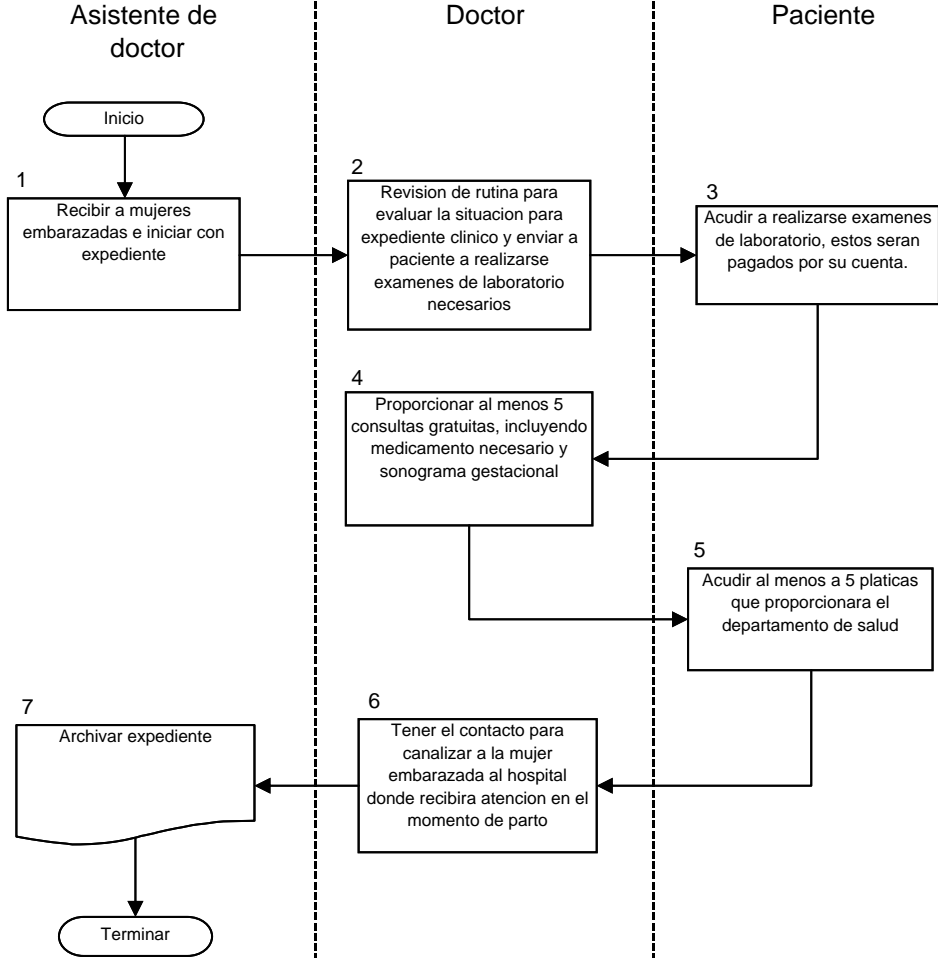 Asistente de
doctor
Doctor
Paciente
Inicio
1
Recibir a mujeres
embarazadas e iniciar con
expediente
2
Revision de rutina para
evaluar la situacion para
expediente clinico y enviar a
paciente a realizarse
examenes de laboratorio
necesarios
3
Acudir a realizarse examenes
de laboratorio, estos seran
pagados por su cuenta.
4
Proporcionar al menos 5
consultas gratuitas, incluyendo
medicamento necesario y
sonograma gestacional
5
Acudir al menos a 5 platicas
que proporcionara el
departamento de salud
6
Tener el contacto para
canalizar a la mujer
embarazada al hospital
donde recibira atencion en el
momento de parto
7
Archivar expediente
Terminar